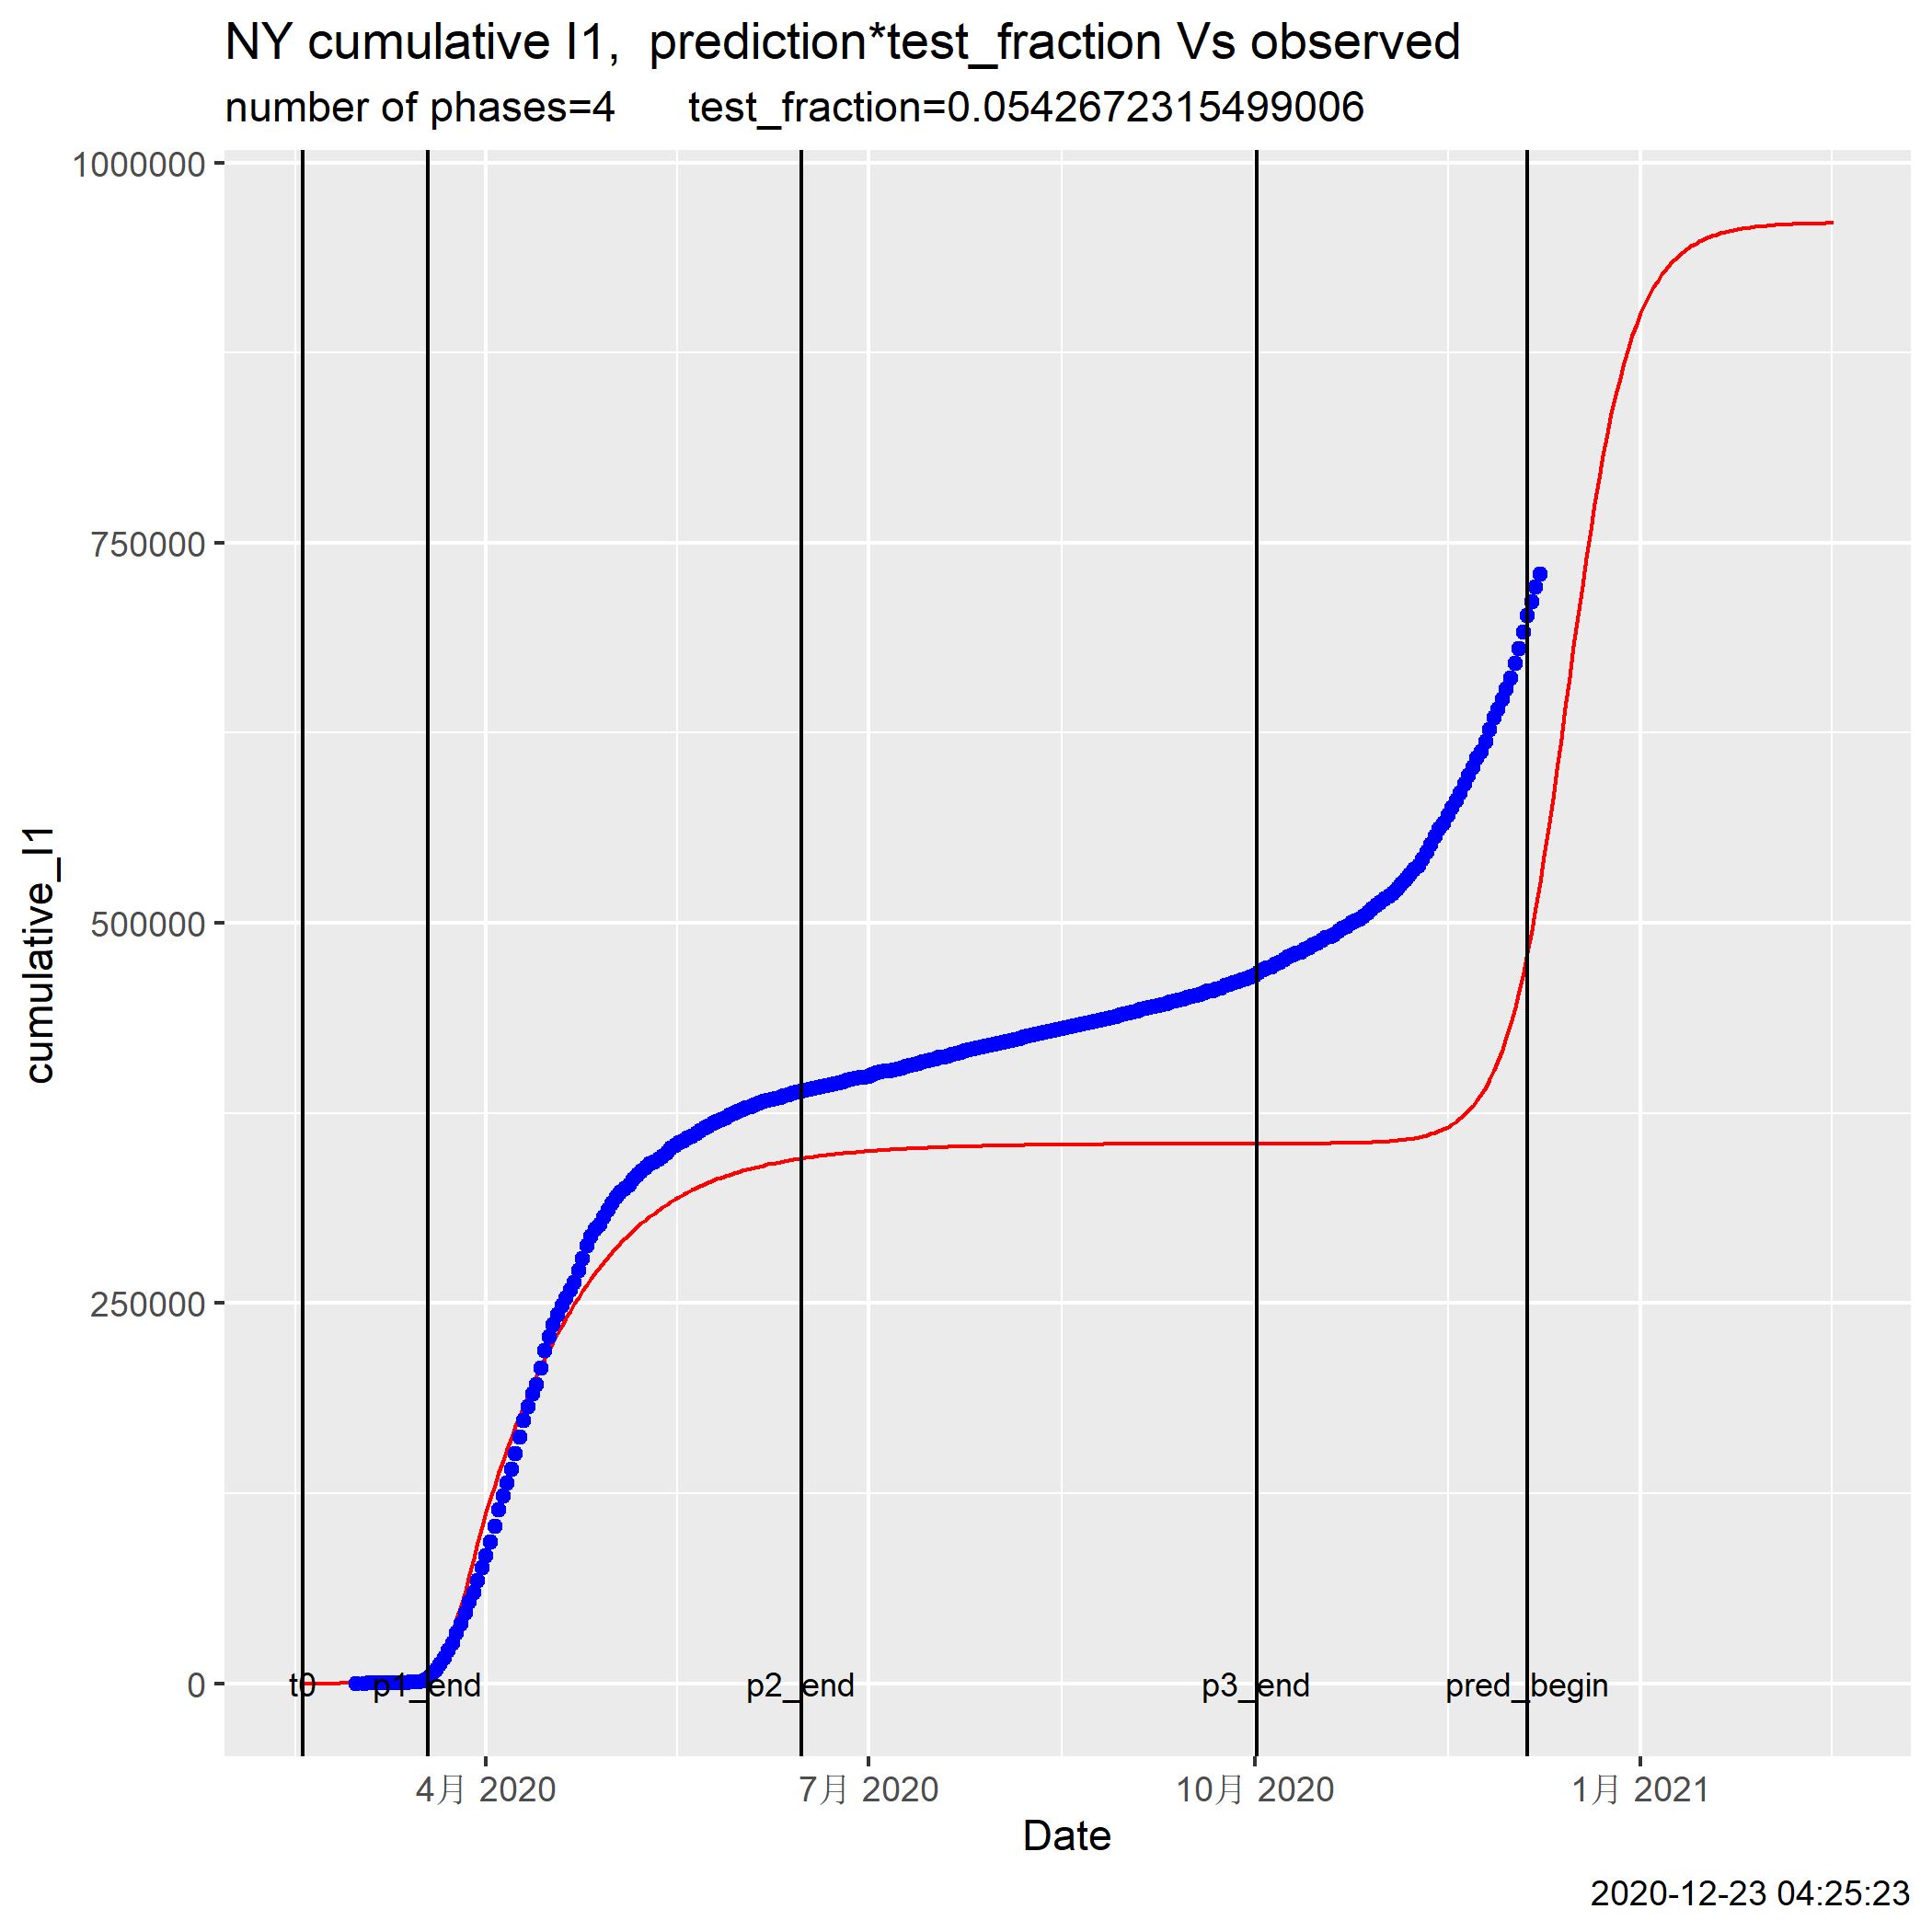 NY cumulative I1,  prediction*test_fraction Vs observed
number of phases=4      test_fraction=0.0542672315499006
1000000
750000
500000
250000
0
cumulative_I1
t0
p1_end
p2_end
p3_end
pred_begin
4月 2020
7月 2020
10月 2020
1月 2021
Date
2020-12-23 04:25:23